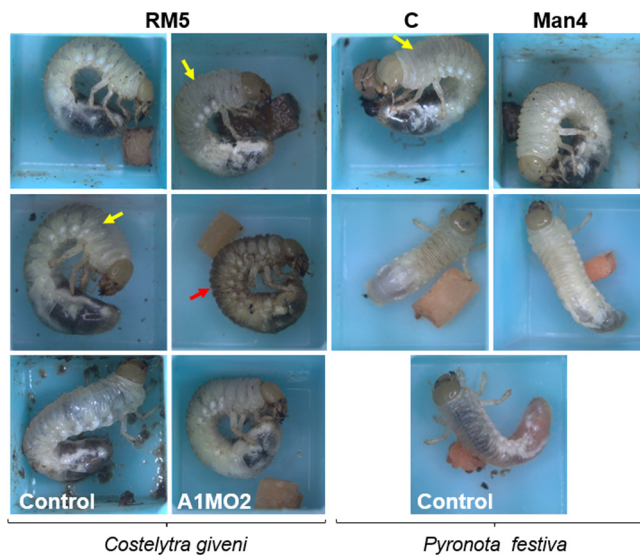 RM5
C
Man4
Control
A1MO2
Control
Costelytra giveni
Pyronota festiva